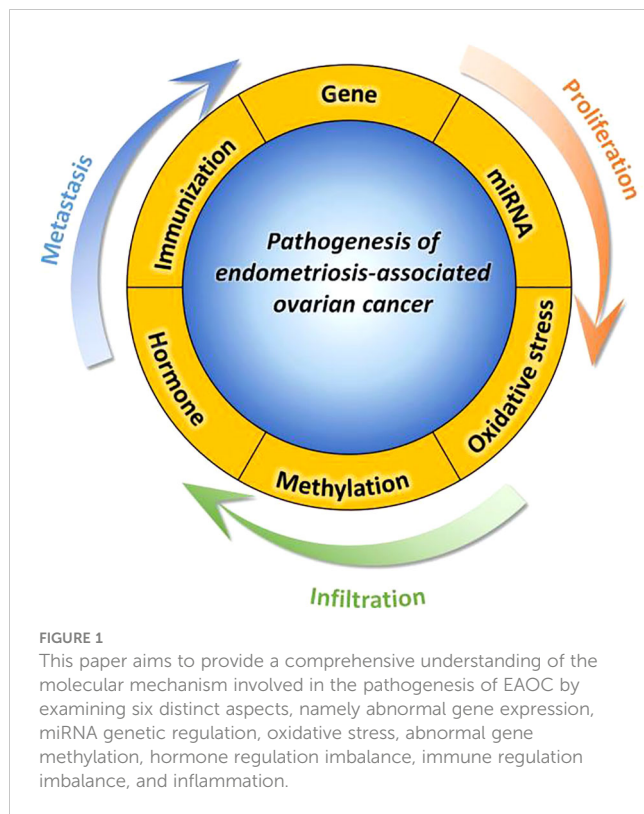 Gene
miRNA
Oxidative stress
Methylation
Hormone
Immunization
Pathogenesis of
endometriosis-associated
ovarian cancer
Proliferation
Infiltration
Metastasis
FIGURE 1
This paper aims to provide a comprehensive understanding of the
molecular mechanism involved in the pathogenesis of EAOC by
examining six distinct aspects, namely abnormal gene expression,
miRNA genetic regulation, oxidative stress, abnormal gene
methylation, hormone regulation imbalance, immune regulation
imbalance, and inflammation.